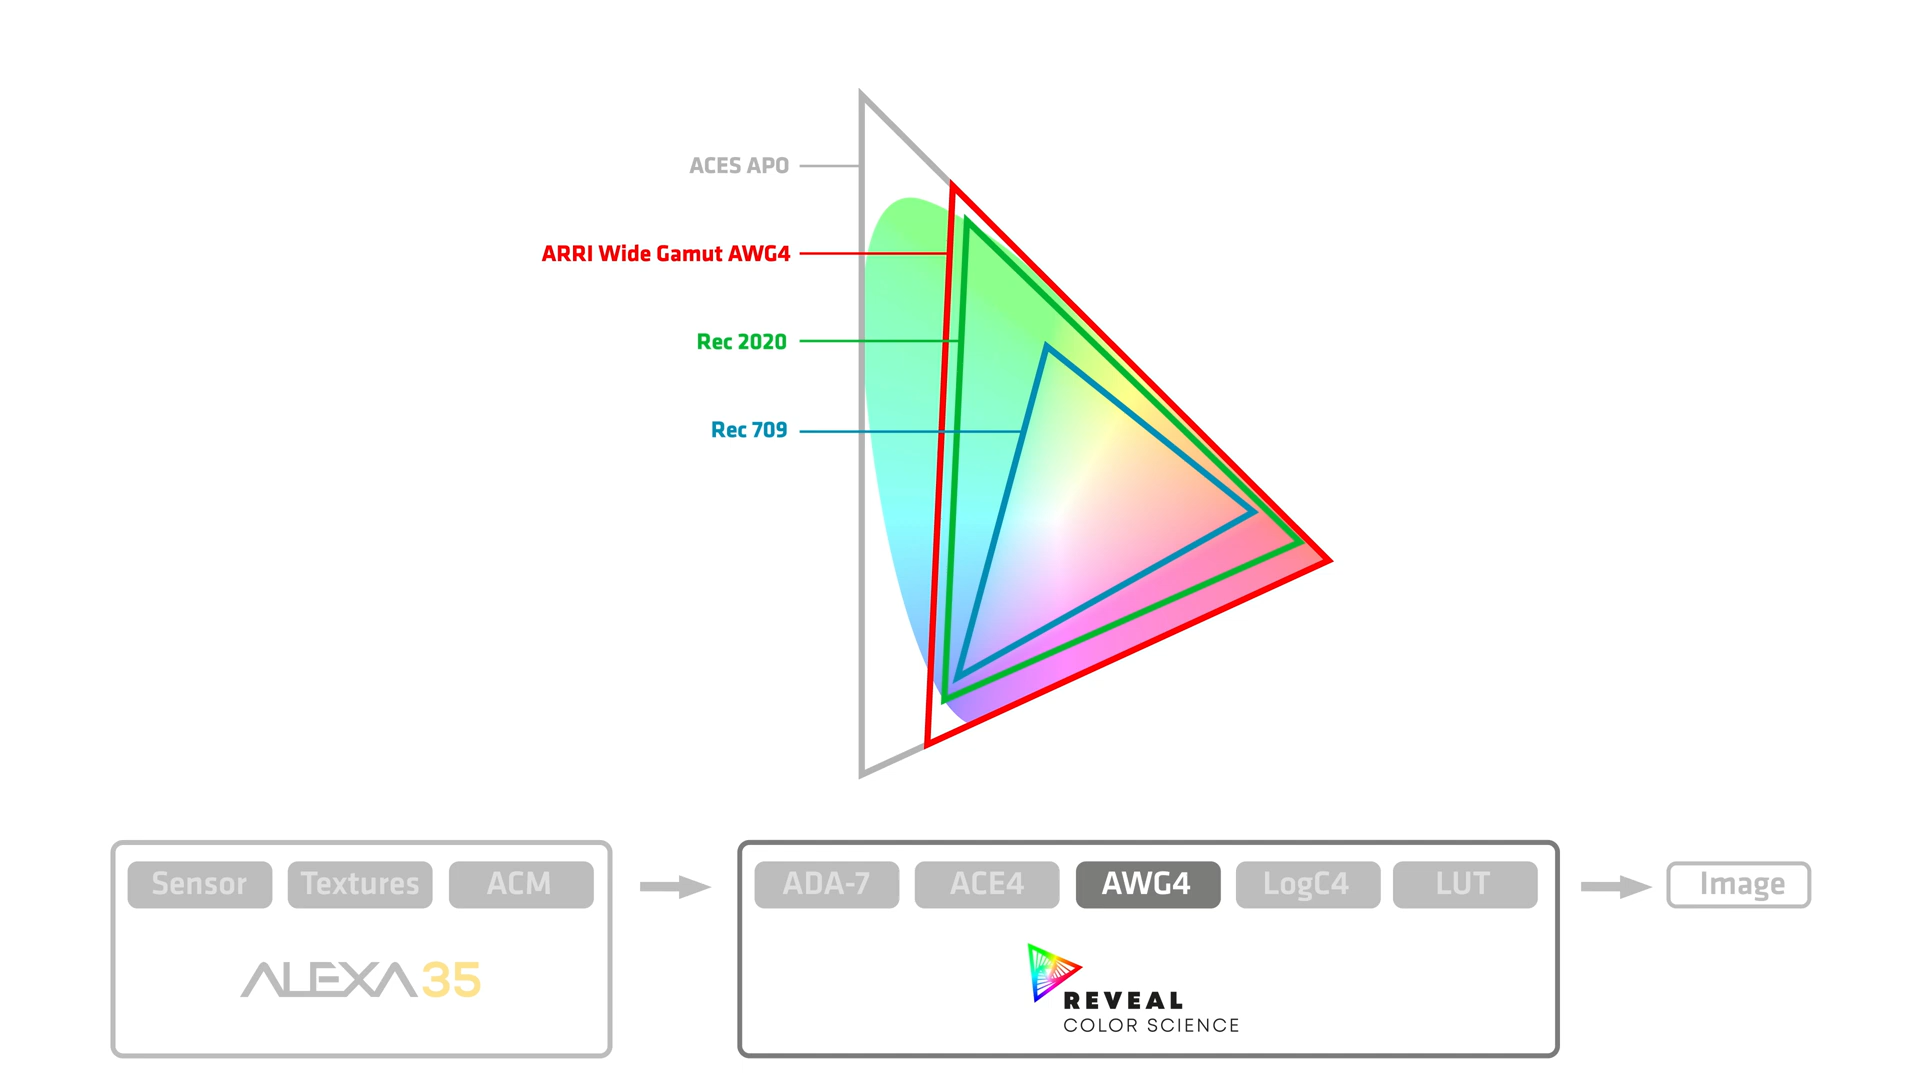 ACES AP0
ARRI Wide Gamut AWG4
Rec 2020
Rec 709
Sensor
Textures
ACM
ADA-7
ACE4
AWG4
LogC4
LUT
Image
ALEXA 35
REVEAL
COLOR SCIENCE